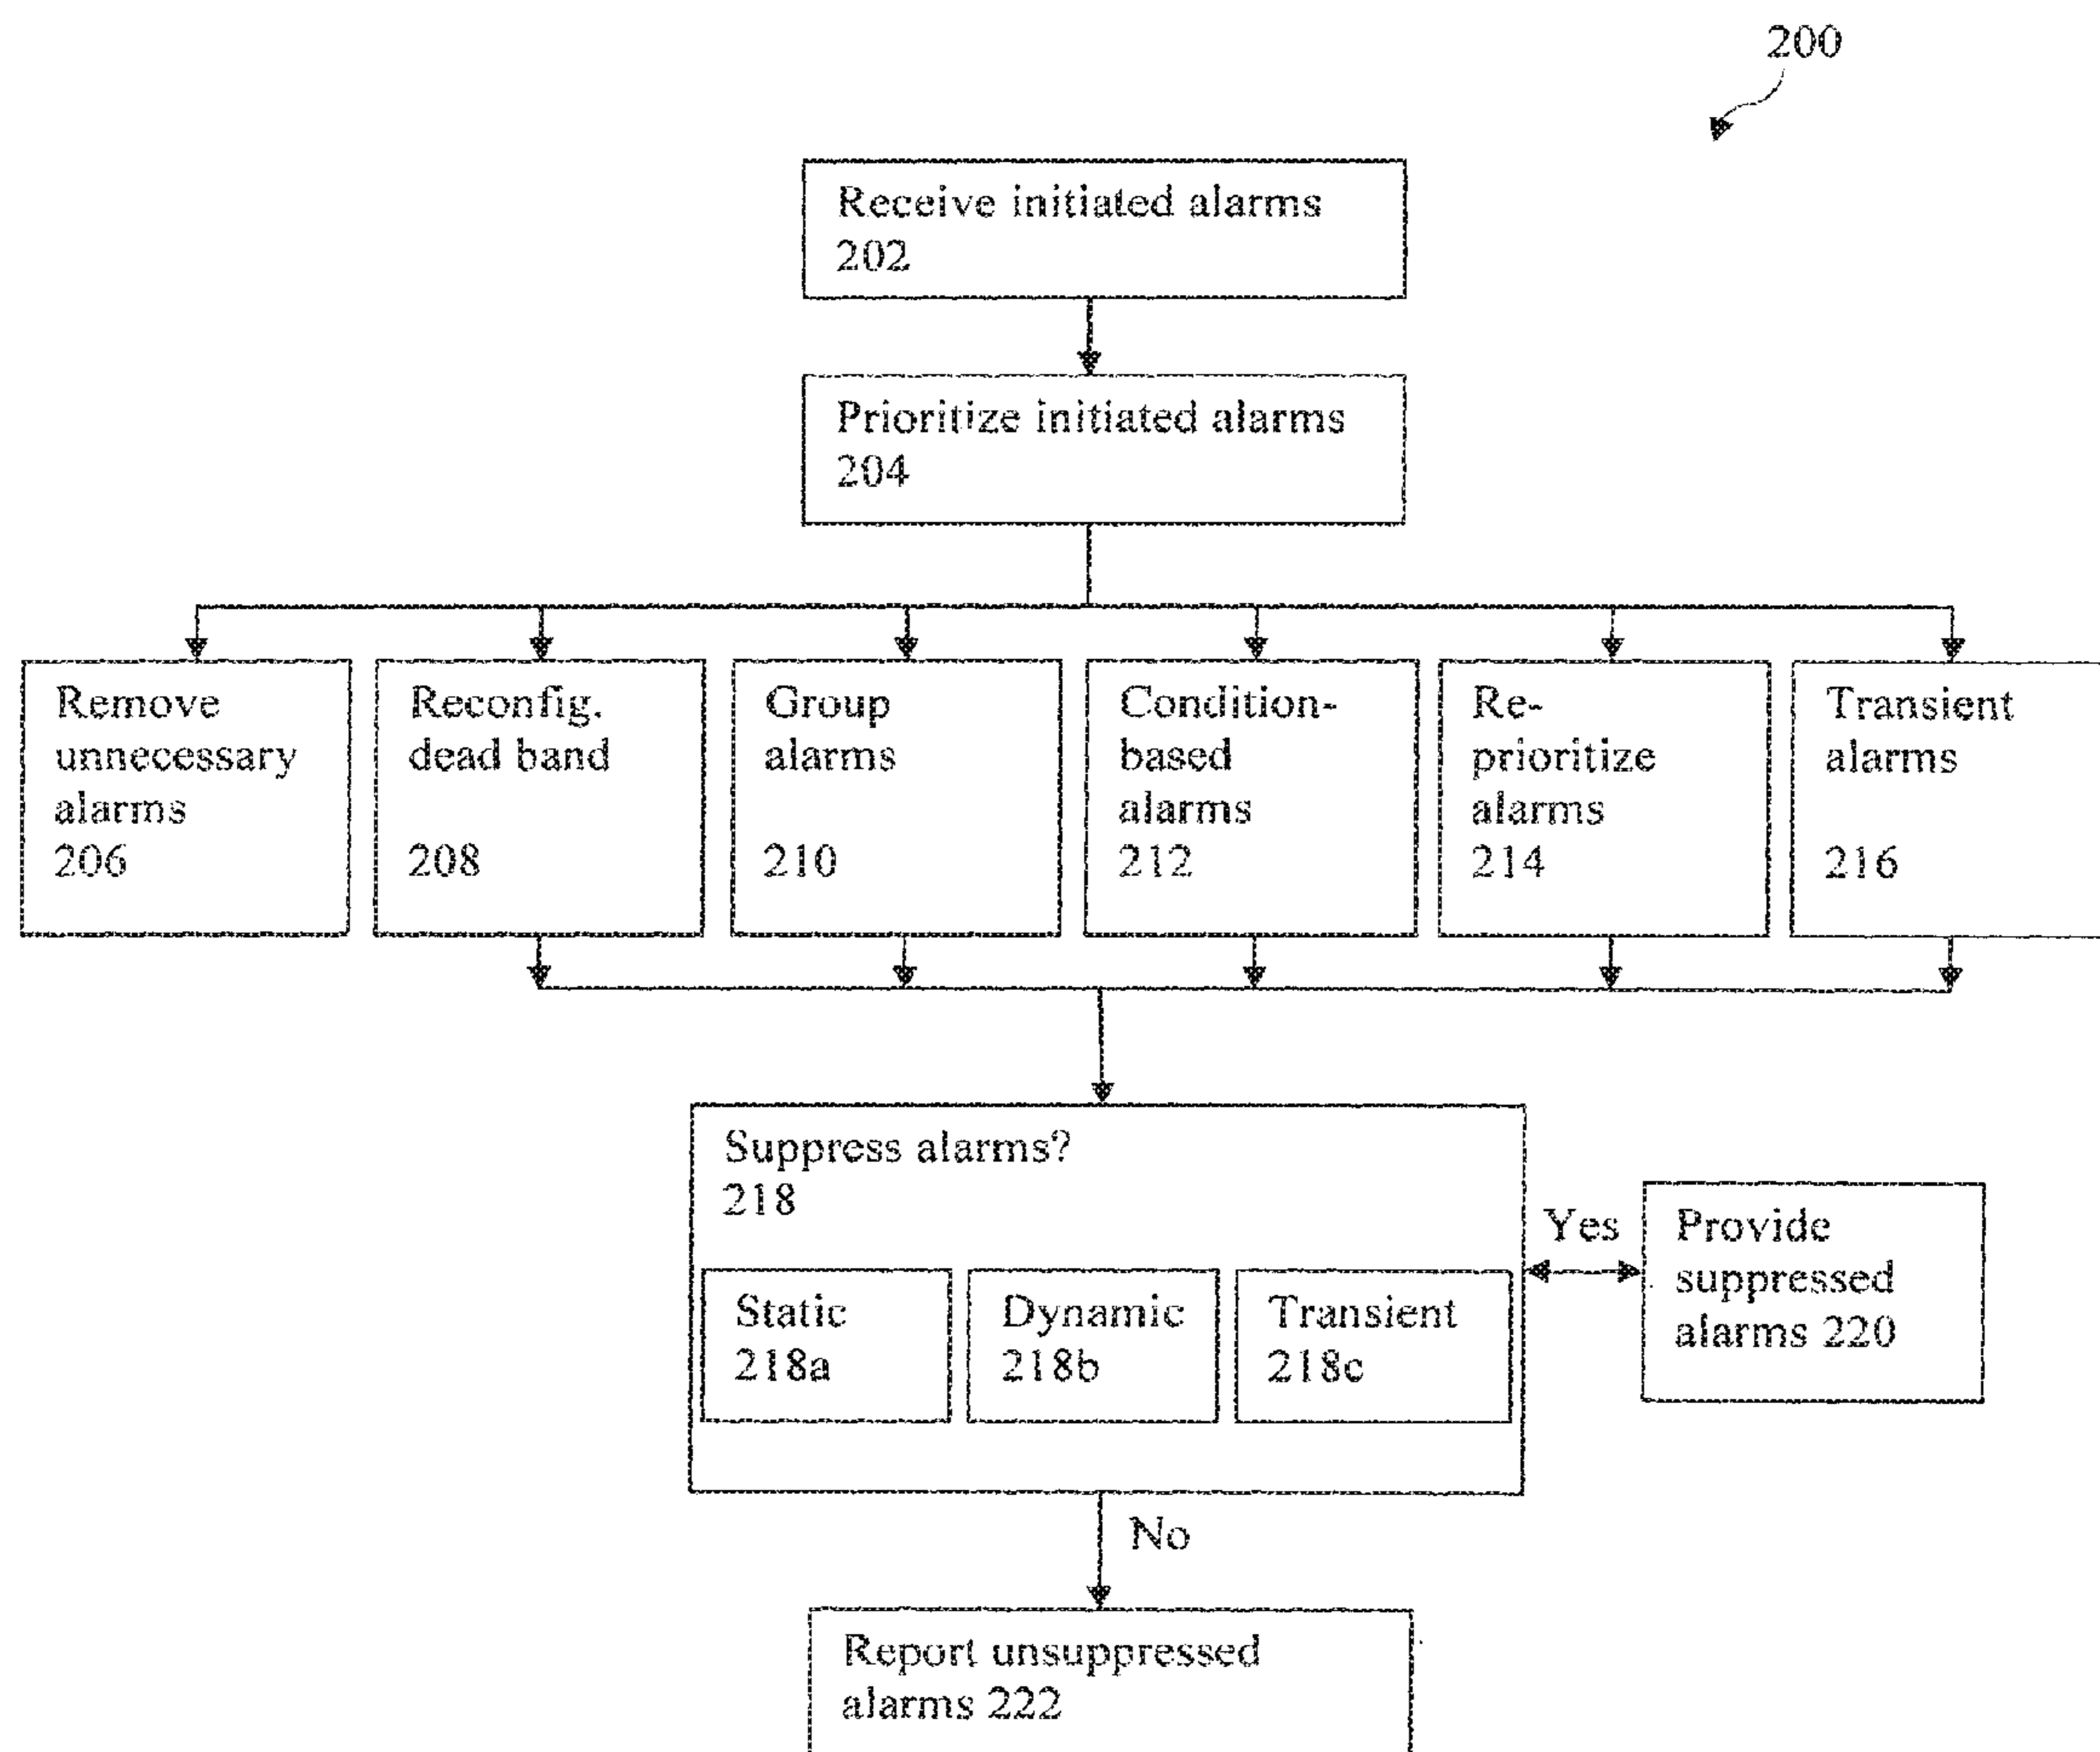 200
Receive initiated alarms
202
Prioritize initiated alarms
204
Remove
unnecessary
alarms
206
Reconfig.
dead band
208
Group
alarms
210
Condition-
based
alarms
212
Re-
prioritize
alarms
214
Transient
alarms
216
Suppress alarms?
218
Static
218a
Dynamic
218b
Transient
218c
Yes
Provide
suppressed
alarms 220
No
Report unsuppressed
alarms 222